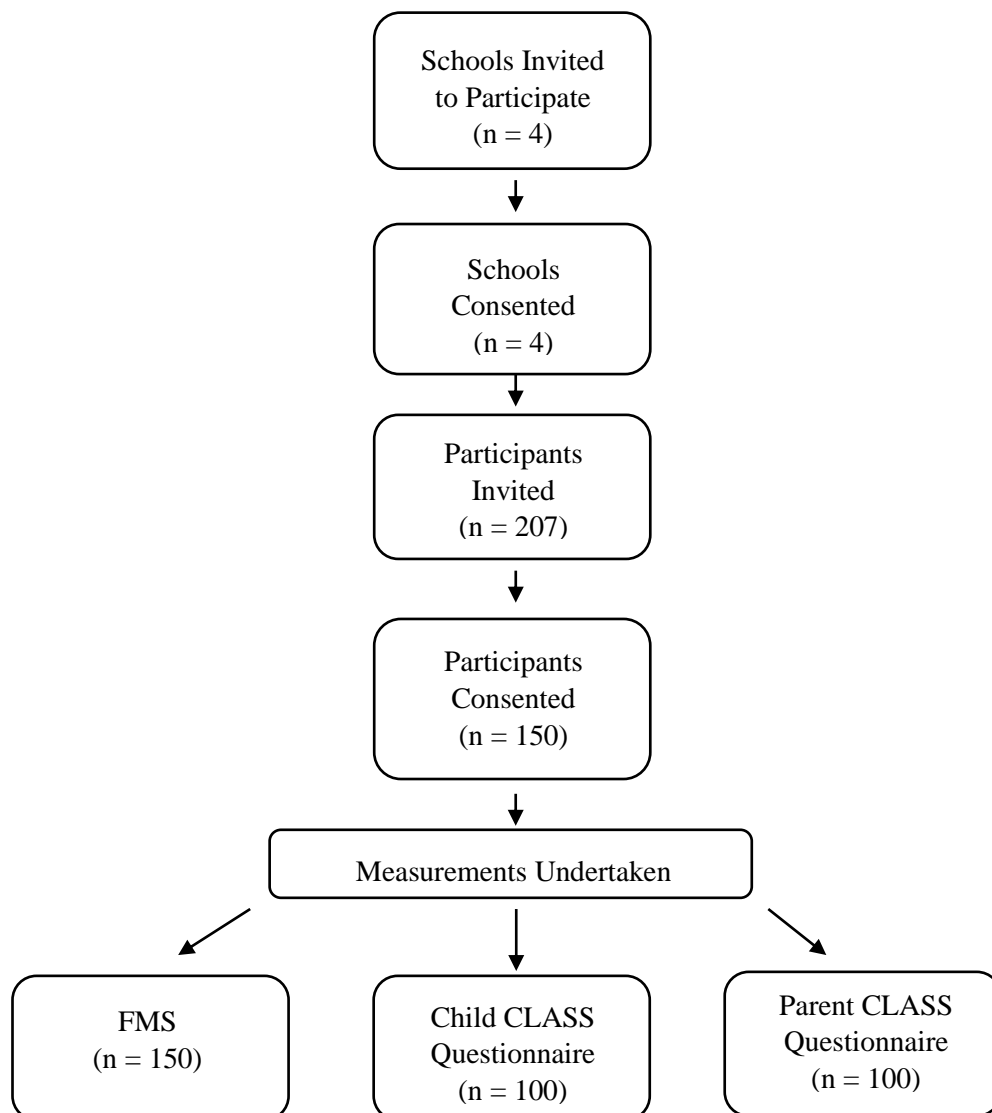 Schools Invited
to Participate
(n = 4)
Schools
Consented
(n = 4)
Participants
Invited
(n = 207)
Participants
Consented
(n = 150)
Measurements Undertaken
FMS
(n = 150)
Child CLASS
Questionnaire
(n = 100)
Parent CLASS
Questionnaire
(n = 100)